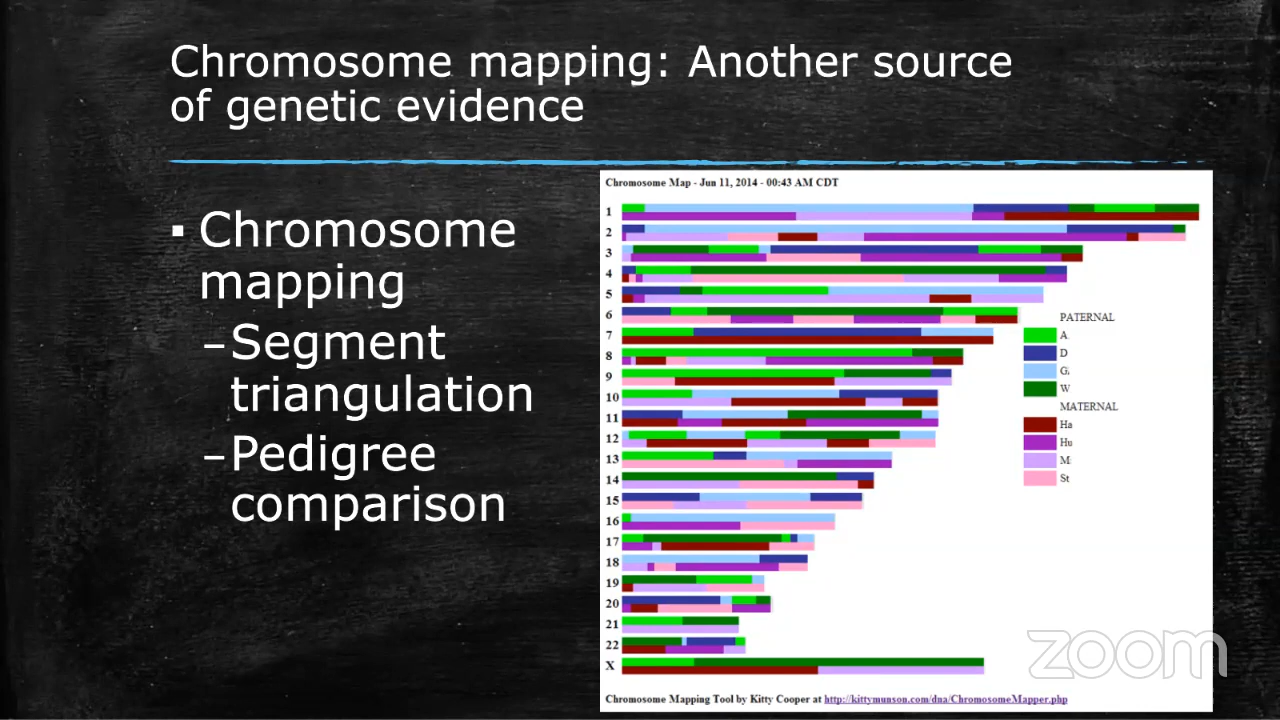 Chromosome mapping: Another source
of genetic evidence
▪ Chromosome
mapping
–Segment
triangulation
–Pedigree
comparison
Chromosome Map - Jun 11, 2014 - 00:43 AM CDT
1
2
3
4
5
6
7
8
9
10
11
12
13
14
15
16
17
18
19
20
21
22
X
PATERNAL
A
D
G
W
MATERNAL
Ha
Hu
M
St
Chromosome Mapping Tool by Kitty Cooper at http://kittymunson.com/dna/ChromosomeMapper.php
zoom